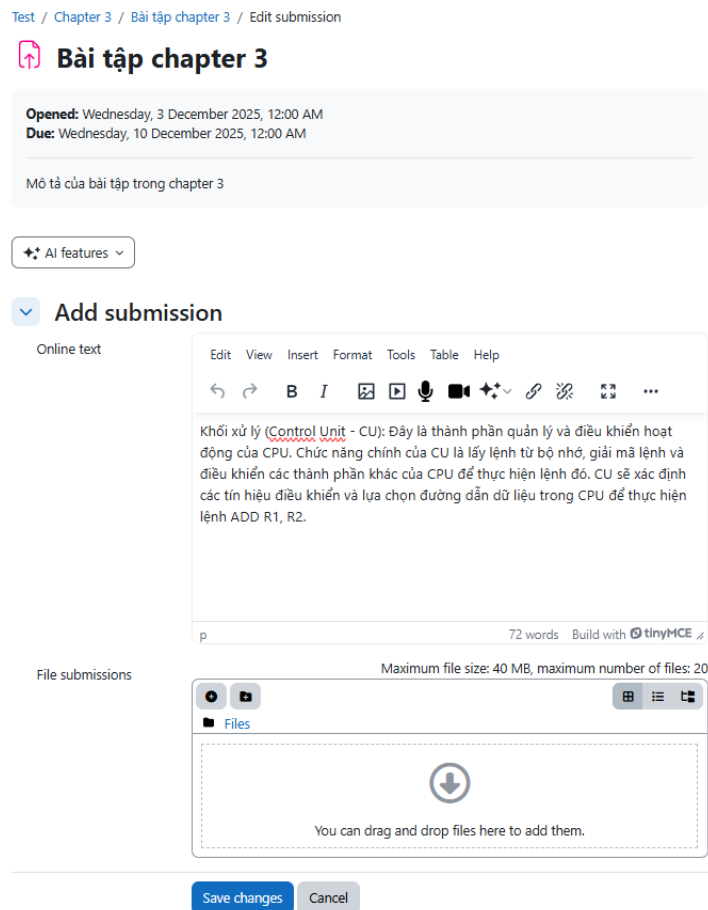 Test / Chapter 3 / Bài tập chapter 3 / Edit submission
Bài tập chapter 3
Opened: Wednesday, 3 December 2025, 12:00 AM
Due: Wednesday, 10 December 2025, 12:00 AM
Mô tả của bài tập trong chapter 3
AI features
Add submission
Online text
Edit View Insert Format Tools Table Help
B I
Khối xử lý (Control Unit - CU): Đây là thành phần quản lý và điều khiển hoạt
động của CPU. Chức năng chính của CU là lấy lệnh từ bộ nhớ, giải mã lệnh và
điều khiển các thành phần khác của CPU để thực hiện lệnh đó. CU sẽ xác định
các tín hiệu điều khiển và lựa chọn đường dẫn dữ liệu trong CPU để thực hiện
lệnh ADD R1, R2.
p 72 words Build with tinyMCE
File submissions
Maximum file size: 40 MB, maximum number of files: 20
Files
You can drag and drop files here to add them.
Save changes Cancel